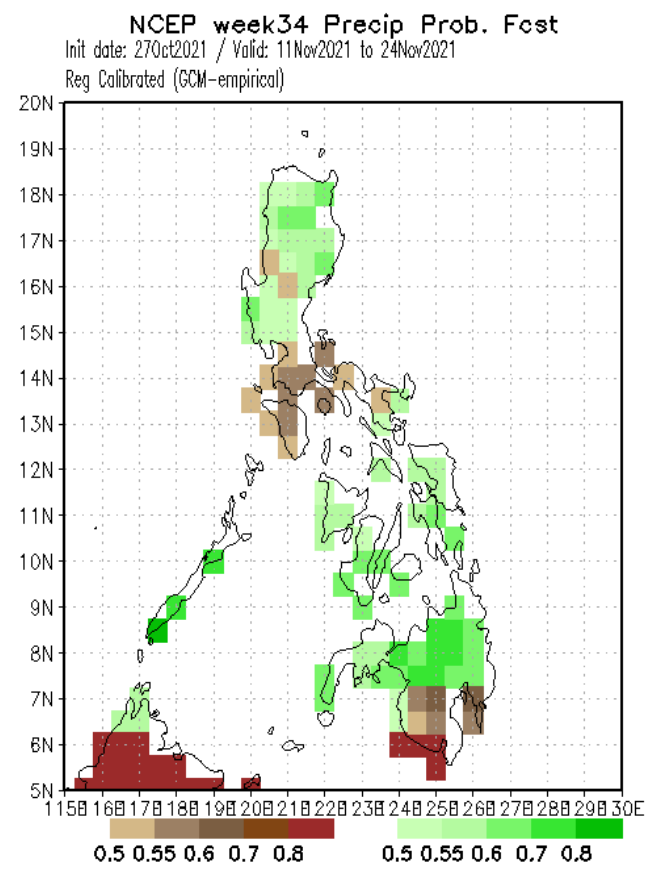 NCEP week34 Precip Prob. Fcst
Init date: 27Oct2021 / Valid: 11Nov2021 to 24Nov2021
Reg Calibrated (GCM-empirical)
20N
19N
18N
17N
16N
15N
14N
13N
12N
11N
10N
9N
8N
7N
6N
5N
115E 116E 117E 118E 119E 120E 121E 122E 123E 124E 125E 126E 127E 128E 129E 130E
0.5 0.55 0.6 0.7 0.8 0.5 0.55 0.6 0.7 0.8